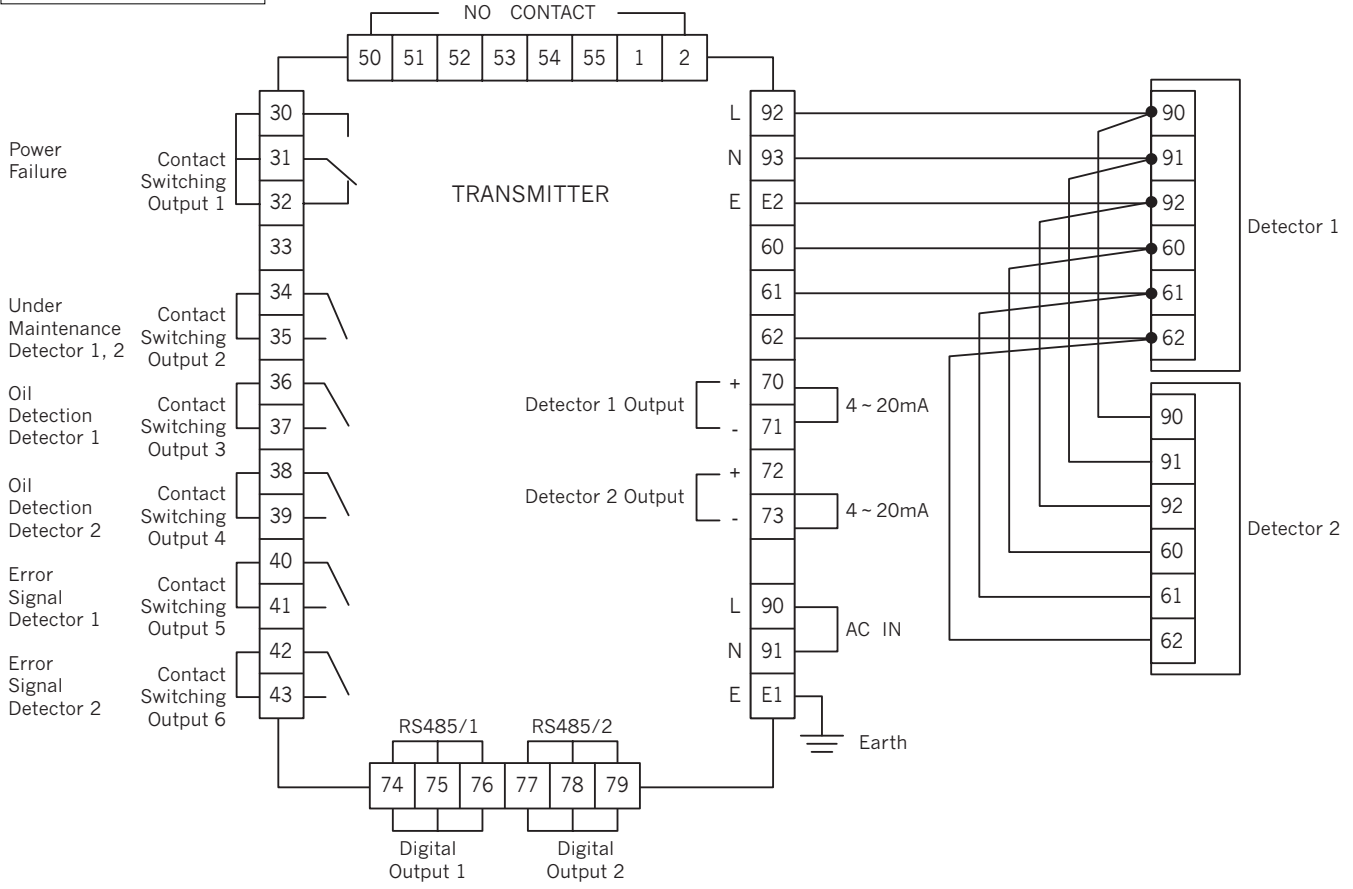 NO CONTACT
50 51 52 53 54 55 1 2
Power
Failure
Contact
Switching
Output 1
30
31
32
33
Under
Maintenance
Detector 1, 2
Contact
Switching
Output 2
34
35
Oil
Detection
Detector 1
Contact
Switching
Output 3
36
37
Oil
Detection
Detector 2
Contact
Switching
Output 4
38
39
Error
Signal
Detector 1
Contact
Switching
Output 5
40
41
Error
Signal
Detector 2
Contact
Switching
Output 6
42
43
TRANSMITTER
L 92
N 93
E E2
60
61
62
Detector 1 Output
+ 70
- 71
4 ~ 20mA
Detector 2 Output
+ 72
- 73
4 ~ 20mA
L 90
N 91
AC IN
E E1
Earth
90
91
92
60
61
62
Detector 1
90
91
92
60
61
62
Detector 2
RS485/1 RS485/2
74 75 76 77 78 79
Digital
Output 1
Digital
Output 2